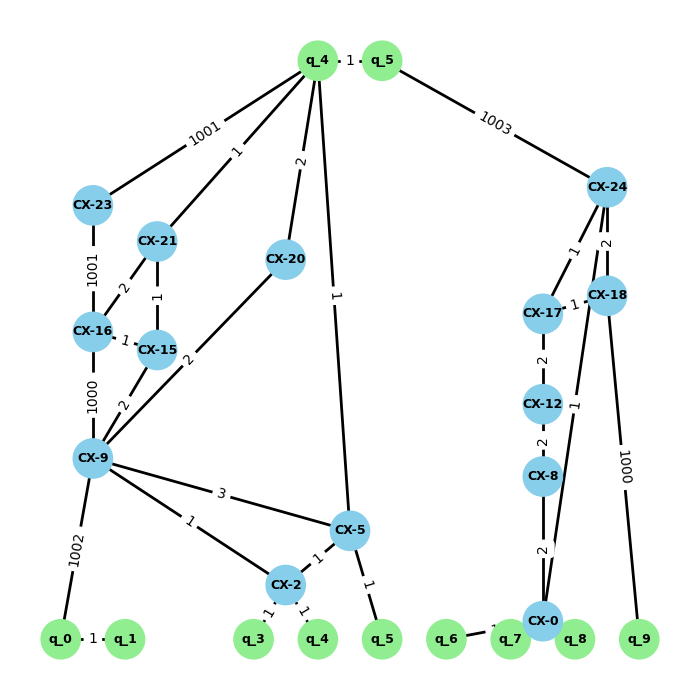 q_4 1 q_5
1001 1 2 1003
CX-24
CX-23
CX-21 1 2
CX-20
1001 2 1 1 CX-18
CX-17 1
CX-16 1 CX-15
2 2
1000 2 1 CX-12
2
CX-9 1000
CX-8
3
1
CX-5
1002 1 2
CX-2 1
1 1 CX-0
q_0 1 q_1 q_3 q_4 q_5 q_6 q_7 q_8 q_9